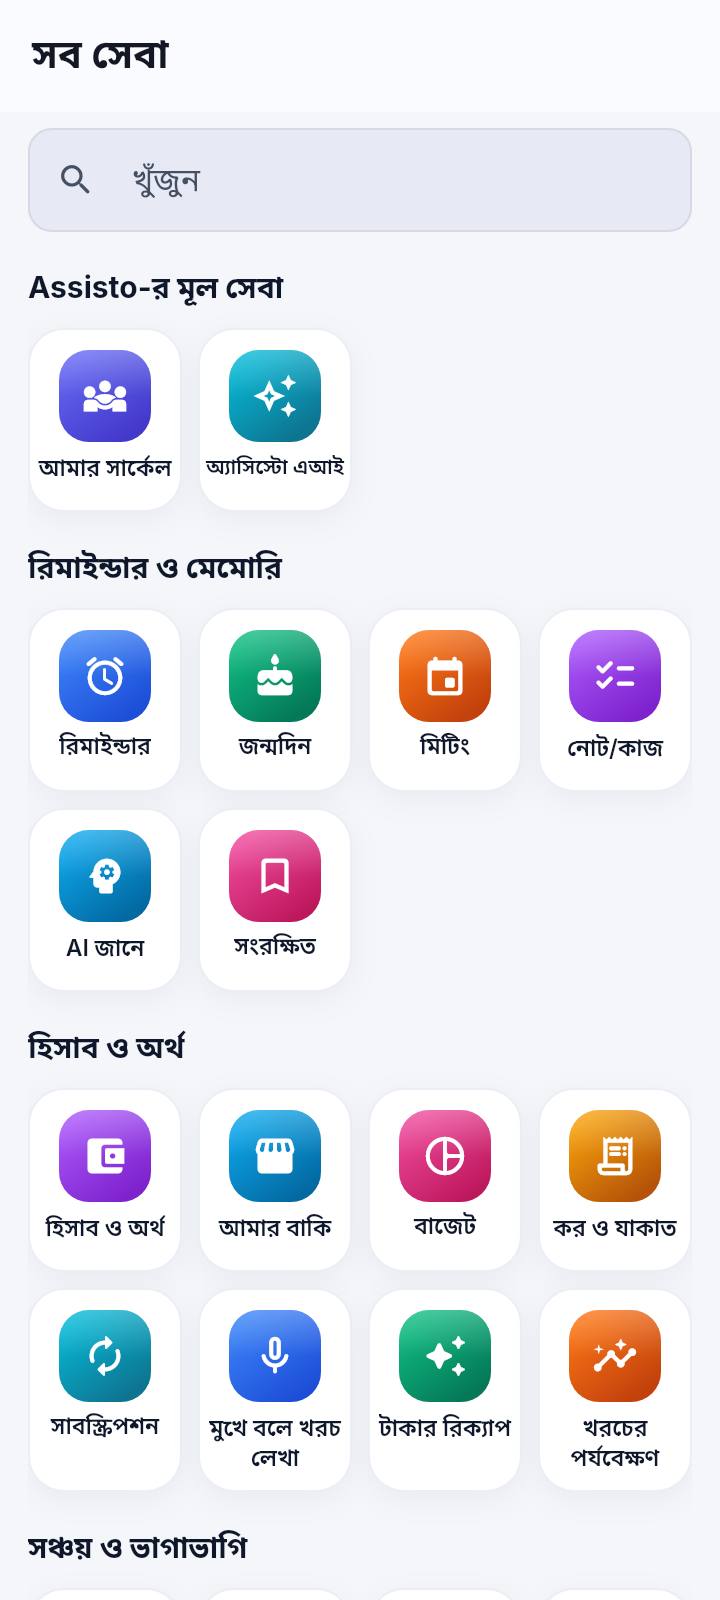 সব সেবা
খুঁজুন
Assisto-র মূল সেবা
আমার সার্কেল
অ্যাসিস্টো এআই
রিমাইন্ডার ও মেমোরি
রিমাইন্ডার
জন্মদিন
মিটিং
নোট/কাজ
AI জানে
সংরক্ষিত
হিসাব ও অর্থ
হিসাব ও অর্থ
আমার বাকি
বাজেট
কর ও যাকাত
সাবস্ক্রিপশন
মুখে বলে খরচ
লেখা
টাকার রিক্যাপ
খরচের
পর্যবেক্ষণ
সঞ্চয় ও ভাগাভাগি